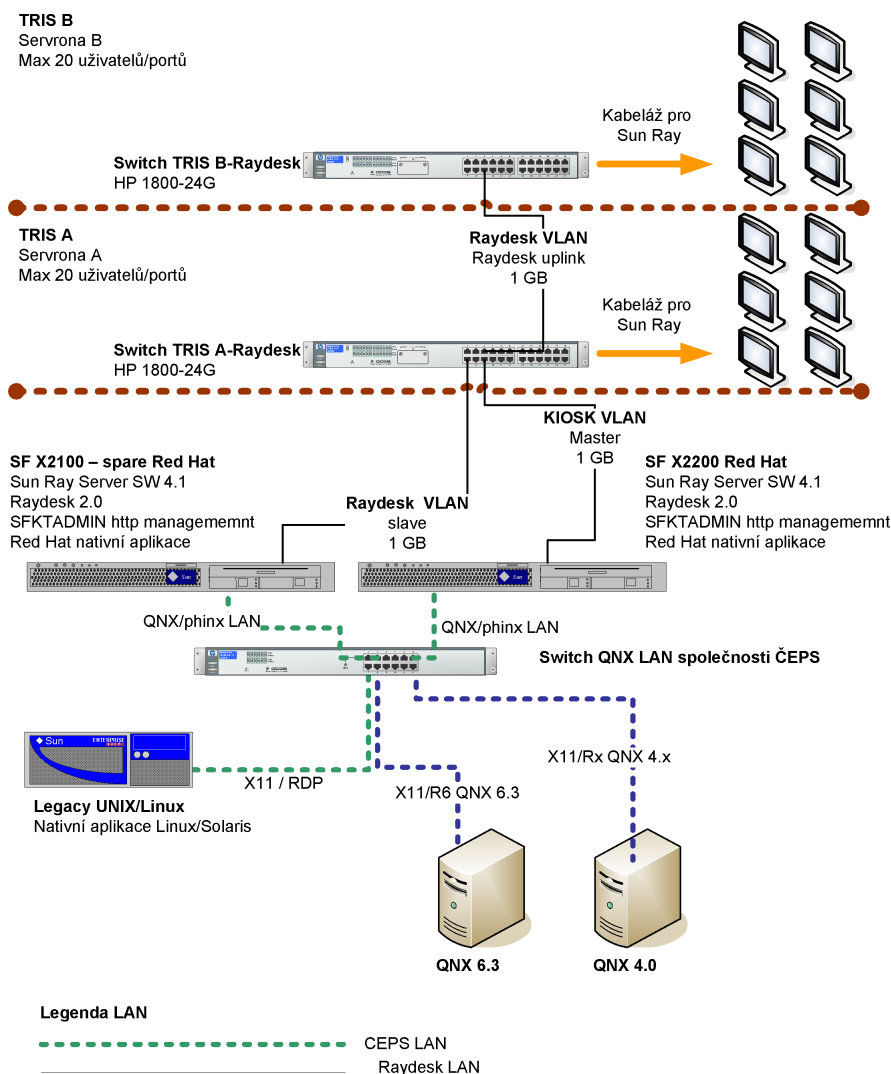 TRIS B
Servrona B
Max 20 uživatelů/portů
Kabeláž pro
Sun Ray
Switch TRIS B-Raydesk
HP 1800-24G
TRIS A
Servrona A
Max 20 uživatelů/portů
Raydesk VLAN
Raydesk uplink
1 GB
Kabeláž pro
Sun Ray
Switch TRIS A-Raydesk
HP 1800-24G
KIOSK VLAN
Master
1 GB
SF X2100 – spare Red Hat
Sun Ray Server SW 4.1
Raydesk 2.0
SFKTADMIN http managememnt
Red Hat nativní aplikace
Raydesk VLAN
slave
1 GB
SF X2200 Red Hat
Sun Ray Server SW 4.1
Raydesk 2.0
SFKTADMIN http managememnt
Red Hat nativní aplikace
Sun
Sun
QNX/phinx LAN
QNX/phinx LAN
Switch QNX LAN společnosti ČEPS
Sun
ENTERPRISE
X11 / RDP
X11/R6 QNX 6.3
X11/Rx QNX 4.x
Legacy UNIX/Linux
Nativní aplikace Linux/Solaris
QNX 6.3
QNX 4.0
Legenda LAN
CEPS LAN
Raydesk LAN